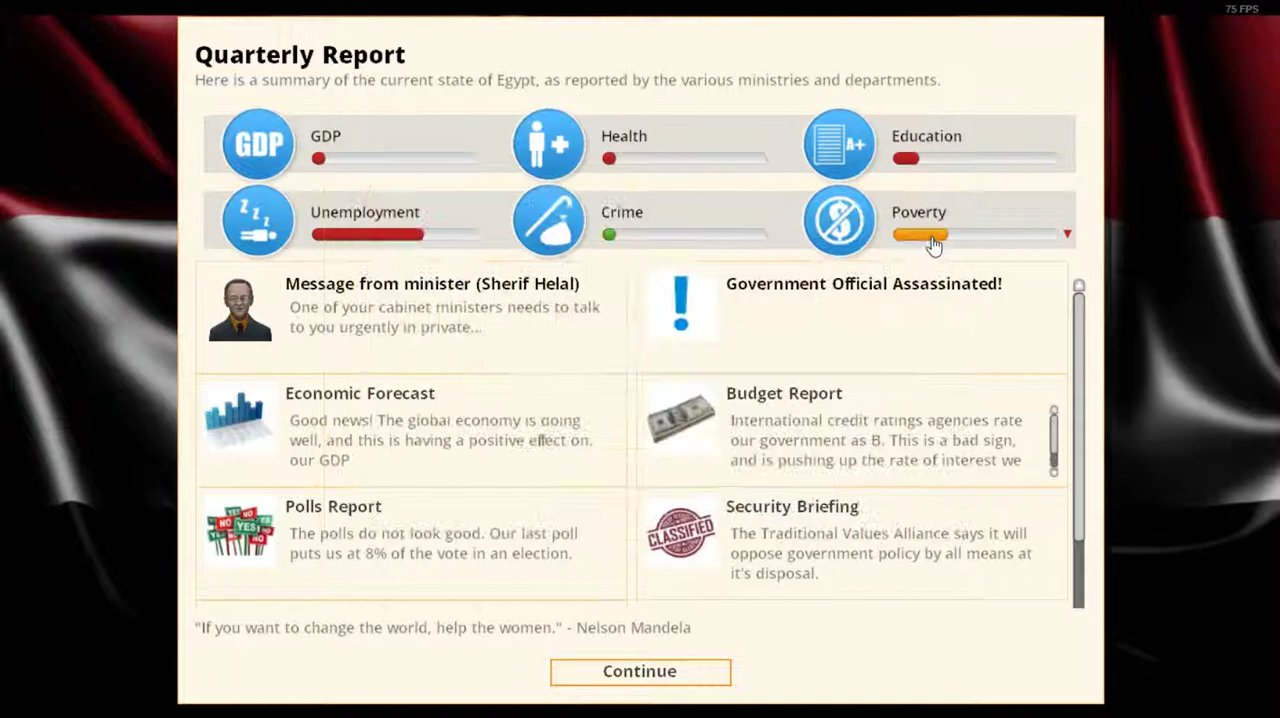 75 FPS
Quarterly Report
Here is a summary of the current state of Egypt, as reported by the various ministries and departments.
GDP
GDP
Health
A+
Education
Z Z Z
Unemployment
Crime
$
Poverty
Message from minister (Sherif Helal)
One of your cabinet ministers needs to talk
to you urgently in private...
Government Official Assassinated!
!
Economic Forecast
Good news! The global economy is doing
well, and this is having a positive effect on
our GDP
Budget Report
International credit ratings agencies rate
our government as B. This is a bad sign,
and is pushing up the rate of interest we
NO YES NO
Polls Report
The polls do not look good. Our last poll
puts us at 8% of the vote in an election.
CLASSIFIED
Security Briefing
The Traditional Values Alliance says it will
oppose government policy by all means at
it's disposal.
"If you want to change the world, help the women." - Nelson Mandela
Continue